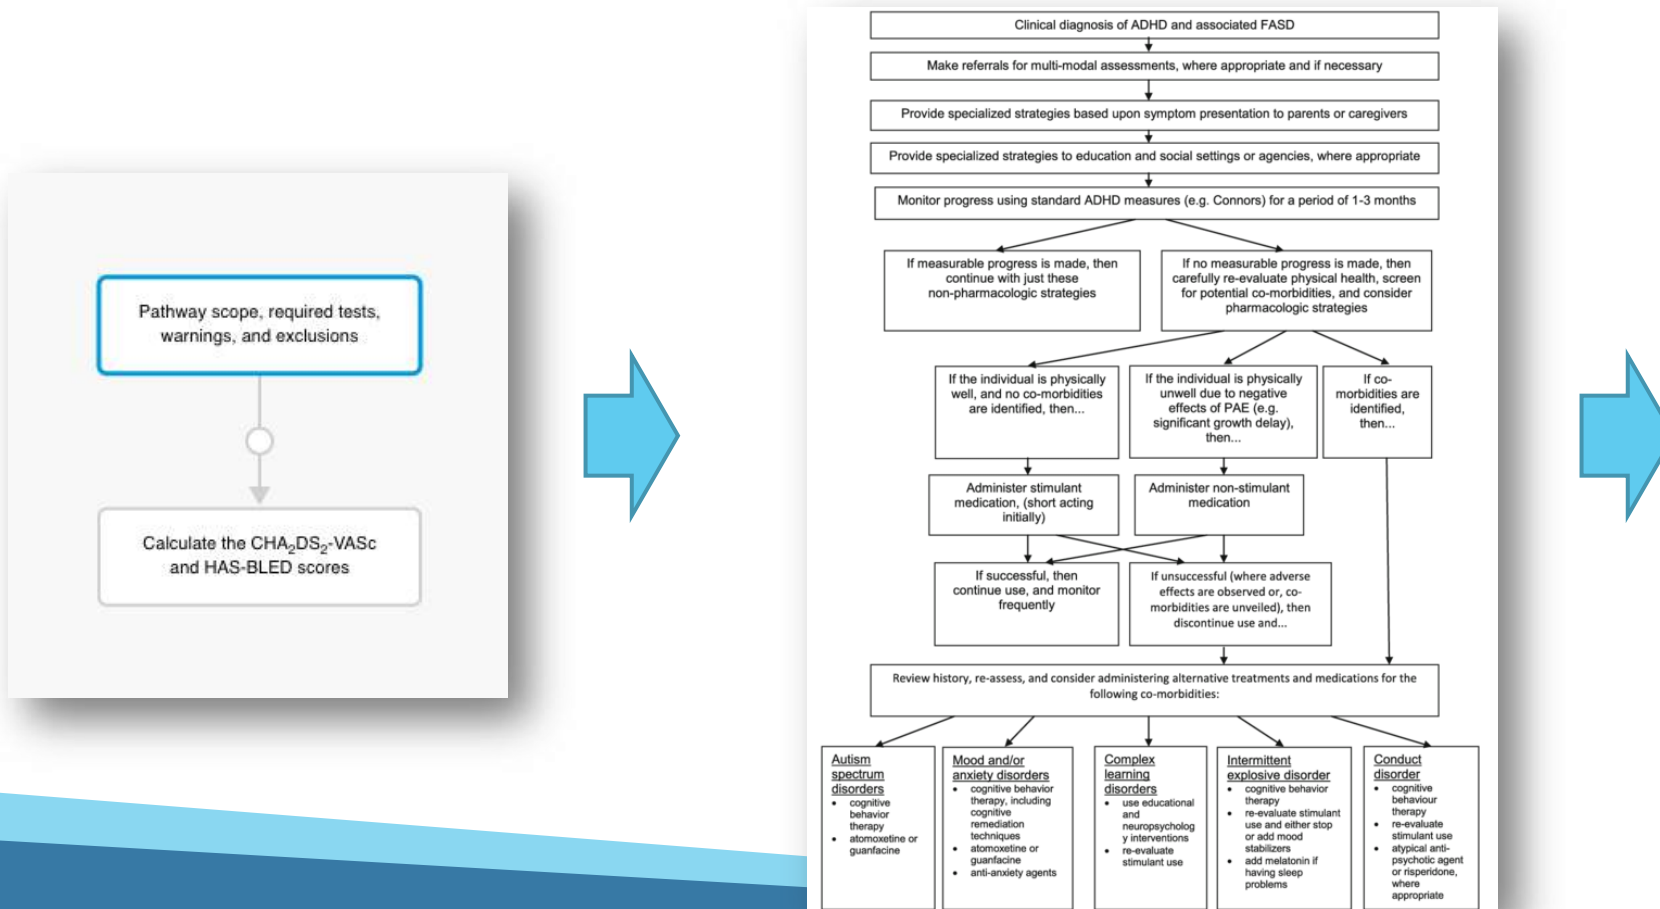 Pathway scope, required tests,
warnings, and exclusions
Calculate the CHA₂DS₂-VASc
and HAS-BLED scores
Clinical diagnosis of ADHD and associated FASD
Make referrals for multi-modal assessments, where appropriate and if necessary
Provide specialized strategies based upon symptom presentation to parents or caregivers
Provide specialized strategies to education and social settings or agencies, where appropriate
Monitor progress using standard ADHD measures (e.g. Connors) for a period of 1-3 months
If measurable progress is made, then
continue with just these
non-pharmacologic strategies
If no measurable progress is made, then
carefully re-evaluate physical health, screen
for potential co-morbidities, and consider
pharmacologic strategies
If the individual is physically
well, and no co-morbidities
are identified, then...
If the individual is physically
unwell due to negative
effects of PAE (e.g.
significant growth delay),
then...
If co-
morbidities are
identified,
then...
Administer stimulant
medication, (short acting
initially)
Administer non-stimulant
medication
If successful, then
continue use, and monitor
frequently
If unsuccessful (where adverse
effects are observed or, co-
morbidities are unveiled), then
discontinue use and...
Review history, re-assess, and consider administering alternative treatments and medications for the
following co-morbidities:
Autism
spectrum
disorders
• cognitive
behavior
therapy
• atomoxetine or
guanfacine
Mood and/or
anxiety disorders
• cognitive behavior
therapy, including
cognitive
remediation
techniques
• atomoxetine or
guanfacine
• anti-anxiety agents
Complex
learning
disorders
• use educational
and
neuropsycholog
y interventions
• re-evaluate
stimulant use
Intermittent
explosive disorder
• cognitive behavior
therapy
• re-evaluate stimulant
use and either stop
or add mood
stabilizers
• add melatonin if
having sleep
problems
Conduct
disorder
• cognitive
behaviour
therapy
• re-evaluate
stimulant use
• atypical anti-
psychotic agent
or risperidone,
where
appropriate